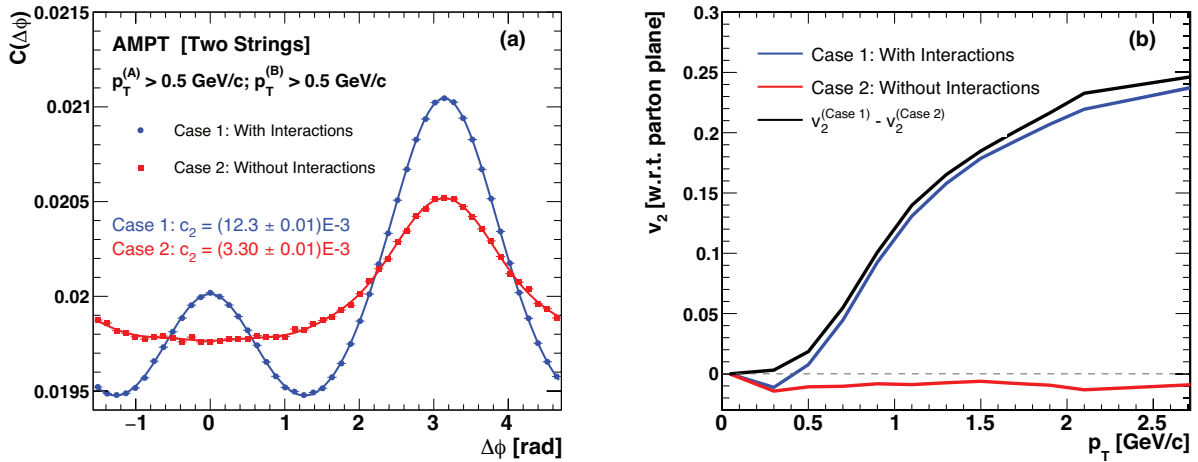 (a)
AMPT [Two Strings]
p_T^(A) > 0.5 GeV/c; p_T^(B) > 0.5 GeV/c
Case 1: With Interactions
Case 2: Without Interactions
Case 1: c_2 = (12.3 ± 0.01)E-3
Case 2: c_2 = (3.30 ± 0.01)E-3
C(Δϕ)
0.021
0.0205
0.02
0.0195
−1 0 1 2 3 4
Δϕ [rad]
(b)
Case 1: With Interactions
Case 2: Without Interactions
v_2^(Case 1) - v_2^(Case 2)
v_2 [w.r.t. parton plane]
0.3
0.25
0.2
0.15
0.1
0.05
0
0 0.5 1 1.5 2 2.5
p_T [GeV/c]